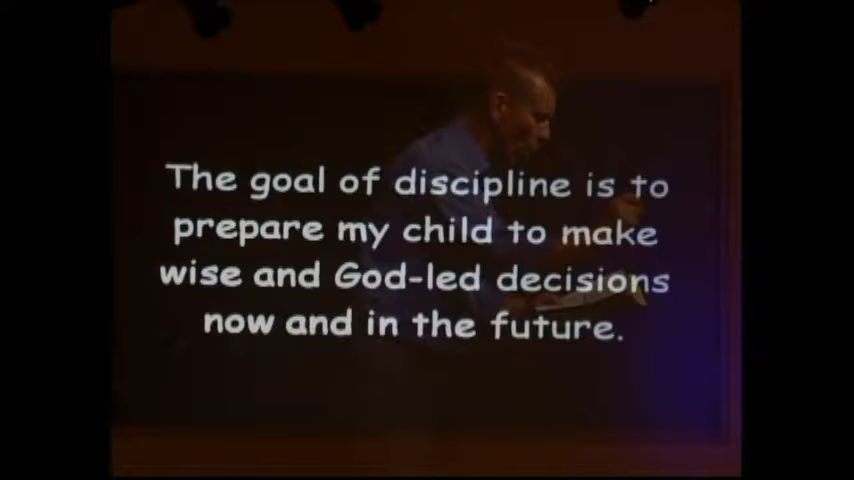 The goal of discipline is to
prepare my child to make
wise and God-led decisions
now and in the future.